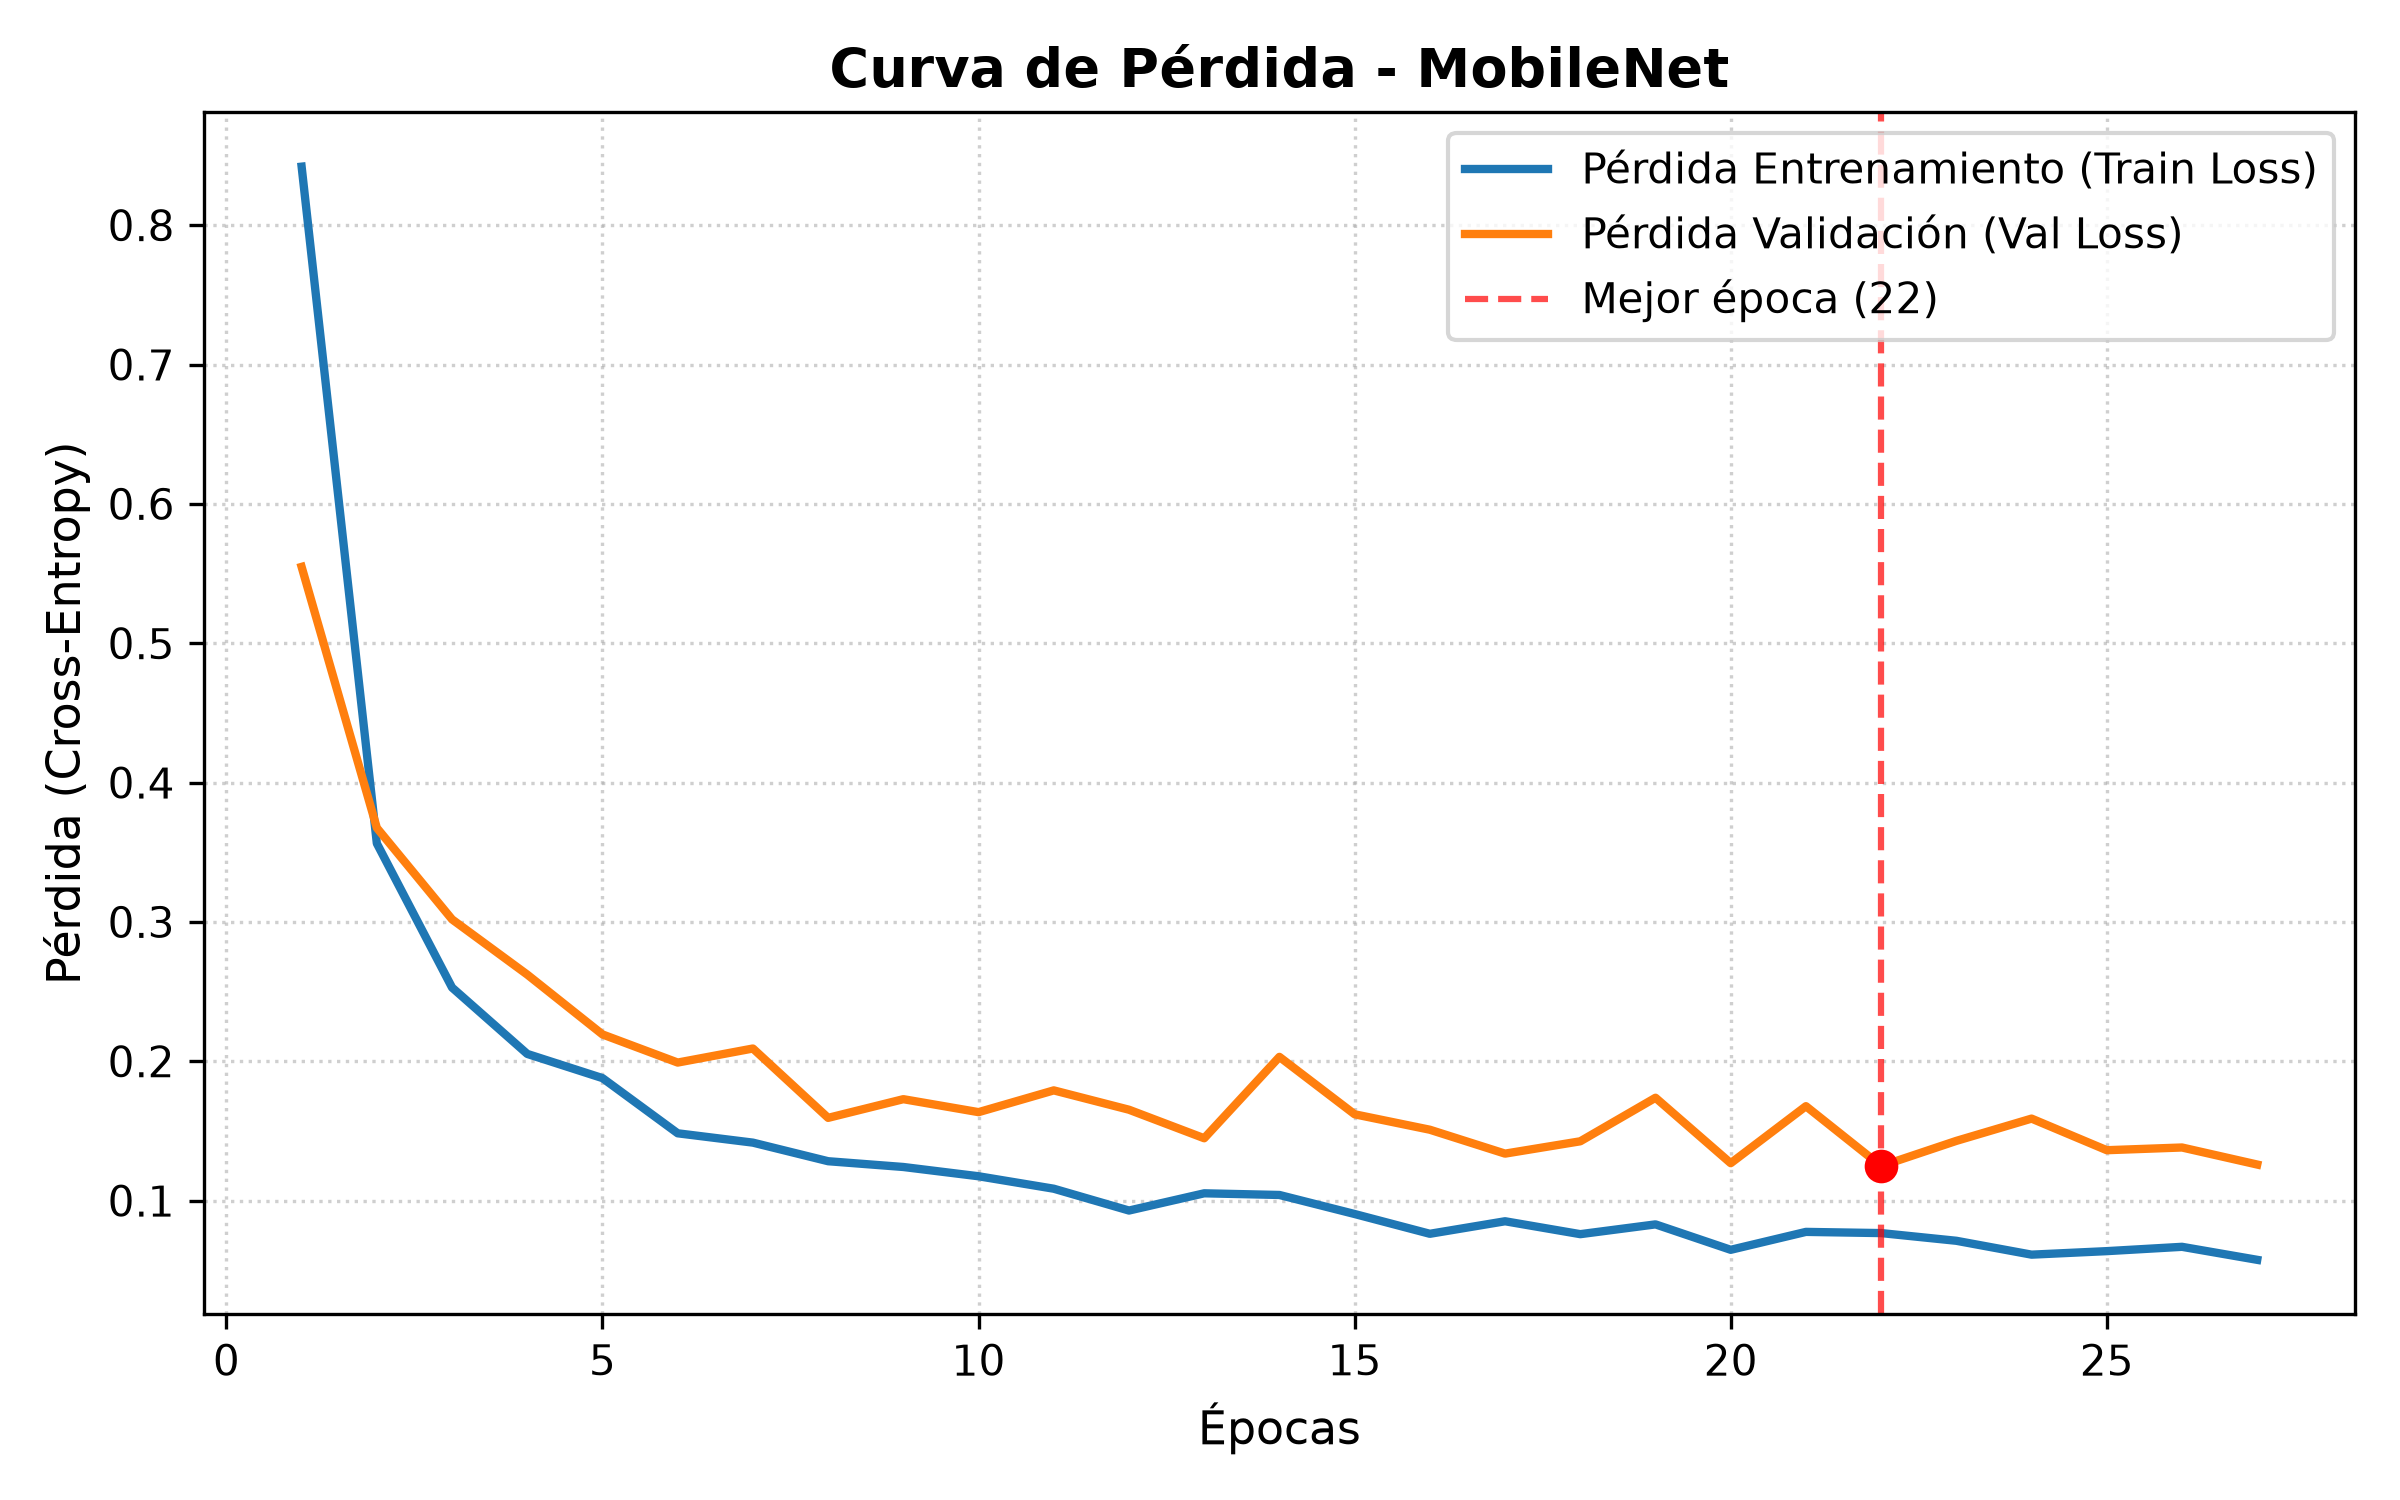 Curva de Pérdida - MobileNet
Pérdida Entrenamiento (Train Loss)
Pérdida Validación (Val Loss)
Mejor época (22)
Pérdida (Cross-Entropy)
0.8
0.7
0.6
0.5
0.4
0.3
0.2
0.1
0 5 10 15 20 25
Épocas